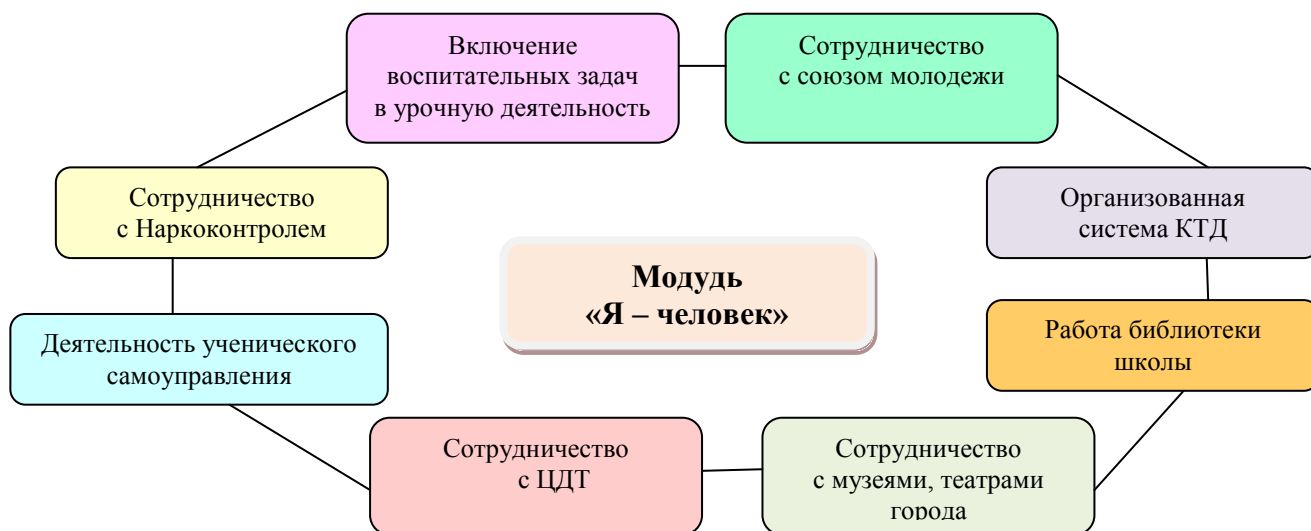 Включение
воспитательных задач
в урочную деятельность
Сотрудничество
с союзом молодежи
Сотрудничество
с Наркоконтролем
Организованная
система КТД
Модудь
«Я – человек»
Деятельность ученического
самоуправления
Работа библиотеки
школы
Сотрудничество
с ЦДТ
Сотрудничество
с музеями, театрами
города